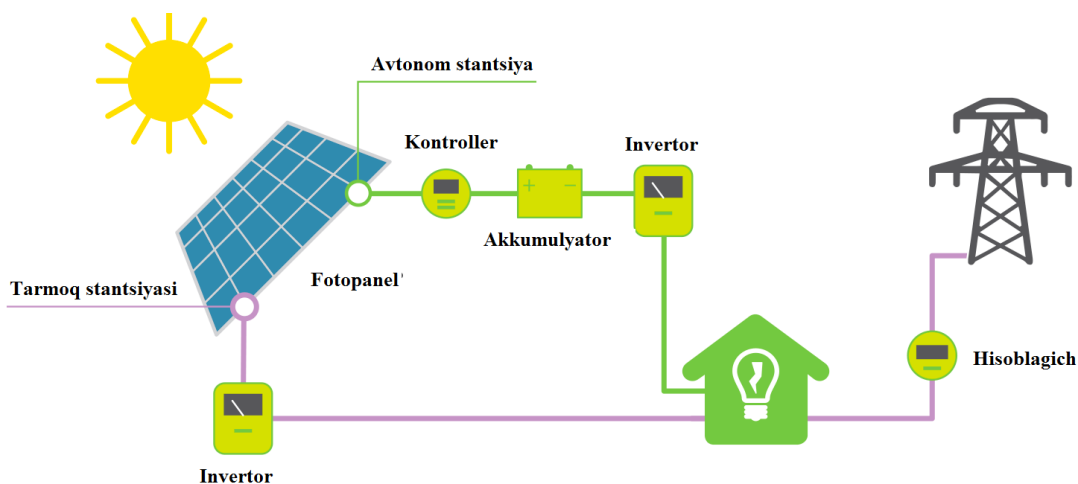 Avtonom stantsiya
Kontroller
Invertor
Akkumulyator
Fotopanel'
Tarmoq stantsiyasi
Hisoblagich
Invertor